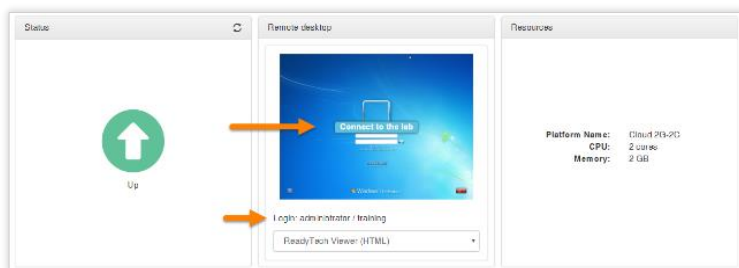 Status
Remote desktop
Resources
Connect to the lab
Platform Name: Cloud 2G-2C
CPU: 2 cores
Memory: 2 GB
Up
Login: administrator / training
ReadyTech Viewer (HTML)